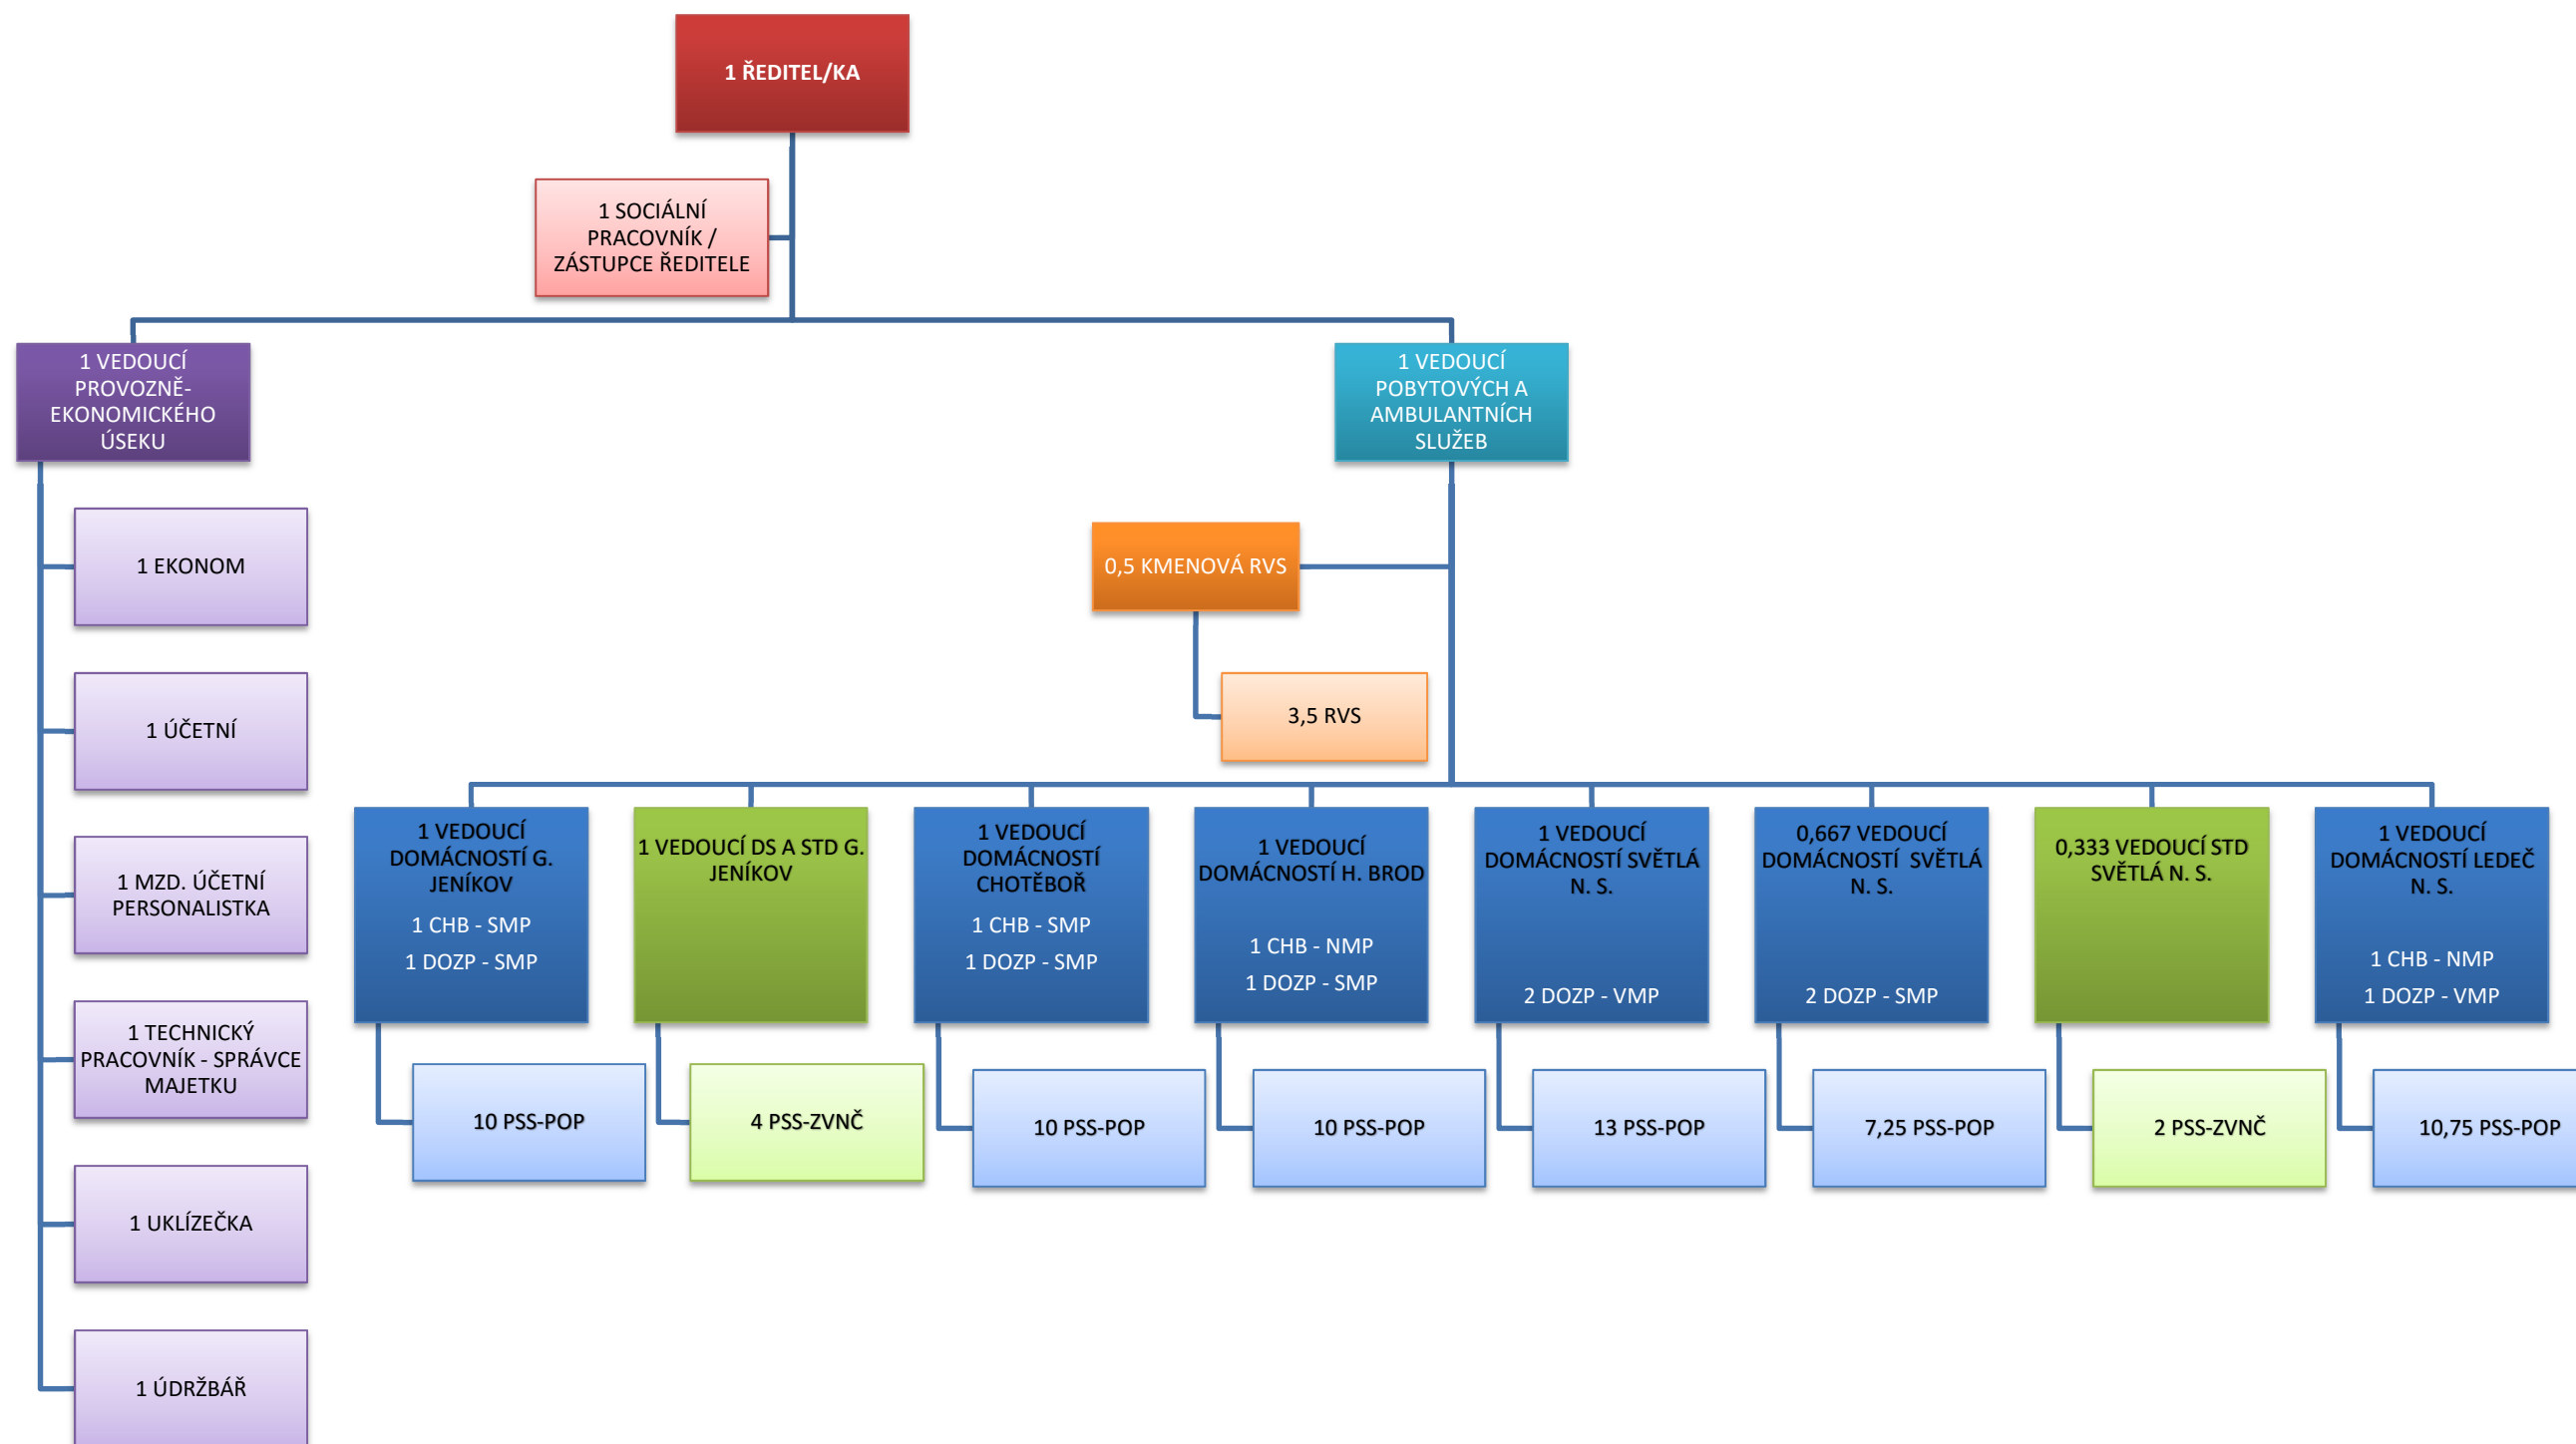 1 ŘEDITEL/KA
1 SOCIÁLNÍ
PRACOVNÍK /
ZÁSTUPCE ŘEDITELE
1 VEDOUCÍ
PROVOZNĚ-
EKONOMICKÉHO
ÚSEKU
1 VEDOUCÍ
POBYTOVÝCH A
AMBULANTNÍCH
SLUŽEB
1 EKONOM
1 ÚČETNÍ
1 MZD. ÚČETNÍ
PERSONALISTKA
1 TECHNICKÝ
PRACOVNÍK - SPRÁVCE
MAJETKU
1 UKLÍZEČKA
1 ÚDRŽBÁŘ
0,5 KMENOVÁ RVS
3,5 RVS
1 VEDOUCÍ
DOMÁCNOSTÍ G.
JENÍKOV
1 CHB - SMP
1 DOZP - SMP
10 PSS-POP
1 VEDOUCÍ DS A STD G.
JENÍKOV
4 PSS-ZVNČ
1 VEDOUCÍ
DOMÁCNOSTÍ
CHOTĚBOŘ
1 CHB - SMP
1 DOZP - SMP
10 PSS-POP
1 VEDOUCÍ
DOMÁCNOSTÍ H. BROD
1 CHB - NMP
1 DOZP - SMP
10 PSS-POP
1 VEDOUCÍ
DOMÁCNOSTÍ SVĚTLÁ
N. S.
2 DOZP - VMP
13 PSS-POP
0,667 VEDOUCÍ
DOMÁCNOSTÍ SVĚTLÁ
N. S.
2 DOZP - SMP
7,25 PSS-POP
0,333 VEDOUCÍ STD
SVĚTLÁ N. S.
2 PSS-ZVNČ
1 VEDOUCÍ
DOMÁCNOSTÍ LEDEČ
N. S.
1 CHB - NMP
1 DOZP - VMP
10,75 PSS-POP